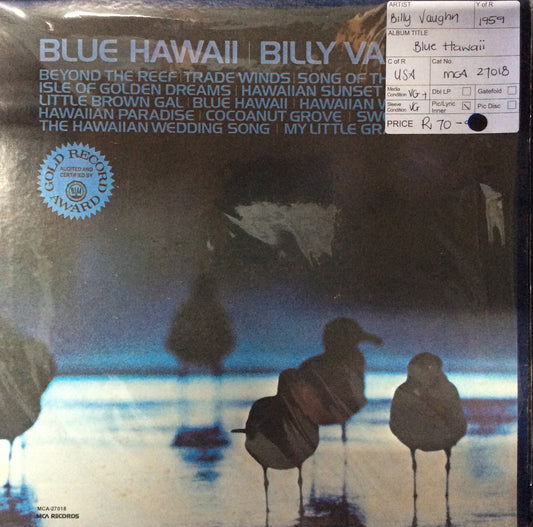 BLUE HAWAII | BILLY VA
BEYOND THE REEF | TRADE WINDS | SONG OF TH
ISLE OF GOLDEN DREAMS | HAWAIIAN SUNSET
LITTLE BROWN GAL | BLUE HAWAII | HAWAIIAN W
HAWAIIAN PARADISE | COCOANUT GROVE | SW
THE HAWAIIAN WEDDING SONG | MY LITTLE GR
ARTIST
Y of R
Billy Vaughn
1959
ALBUM TITLE
Blue Hawaii
C of R
Cat No.
USA
MCA 27018
Media Condition VG+
Dbl LP
Gatefold
Sleeve Condition VG
Pic/Lyric Inner
Pic Disc
PRICE R 70 -
GOLD RECORD
AUDITED AND
CERTIFIED BY
RIAA
AWARD
MCA-27018
MCA RECORDS